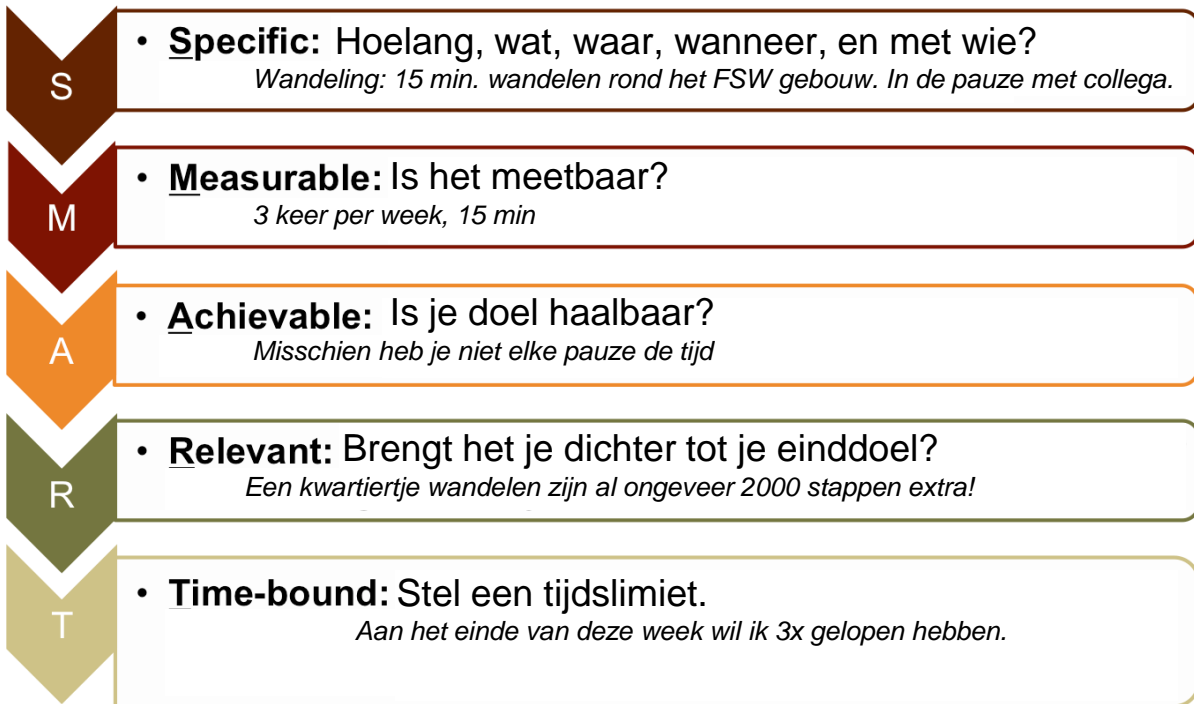 S
• Specific: Hoelang, wat, waar, wanneer, en met wie?
Wandeling: 15 min. wandelen rond het FSW gebouw. In de pauze met collega.
M
• Measurable: Is het meetbaar?
3 keer per week, 15 min
A
• Achievable: Is je doel haalbaar?
Misschien heb je niet elke pauze de tijd
R
• Relevant: Brengt het je dichter tot je einddoel?
Een kwartiertje wandelen zijn al ongeveer 2000 stappen extra!
T
• Time-bound: Stel een tijdslimiet.
Aan het einde van deze week wil ik 3x gelopen hebben.